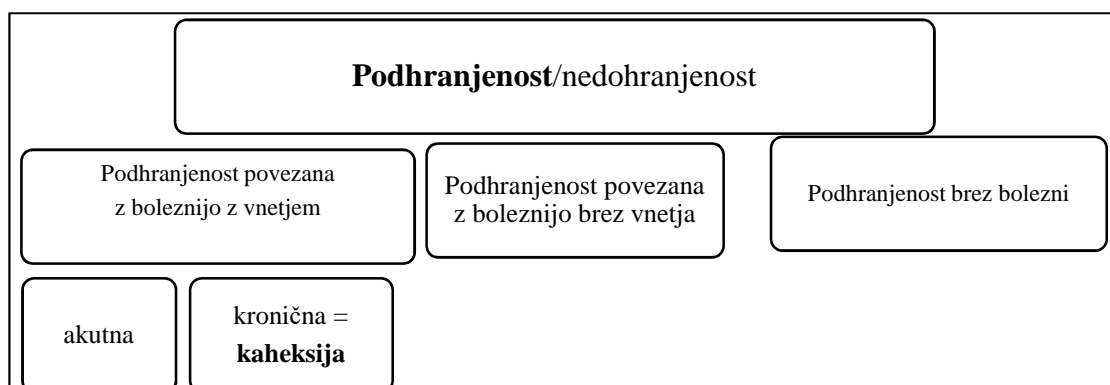 Podhranjenost/nedohranjenost
Podhranjenost povezana
z boleznijo z vnetjem
Podhranjenost povezana
z boleznijo brez vnetja
Podhranjenost brez bolezni
akutna
kronična =
kaheksija